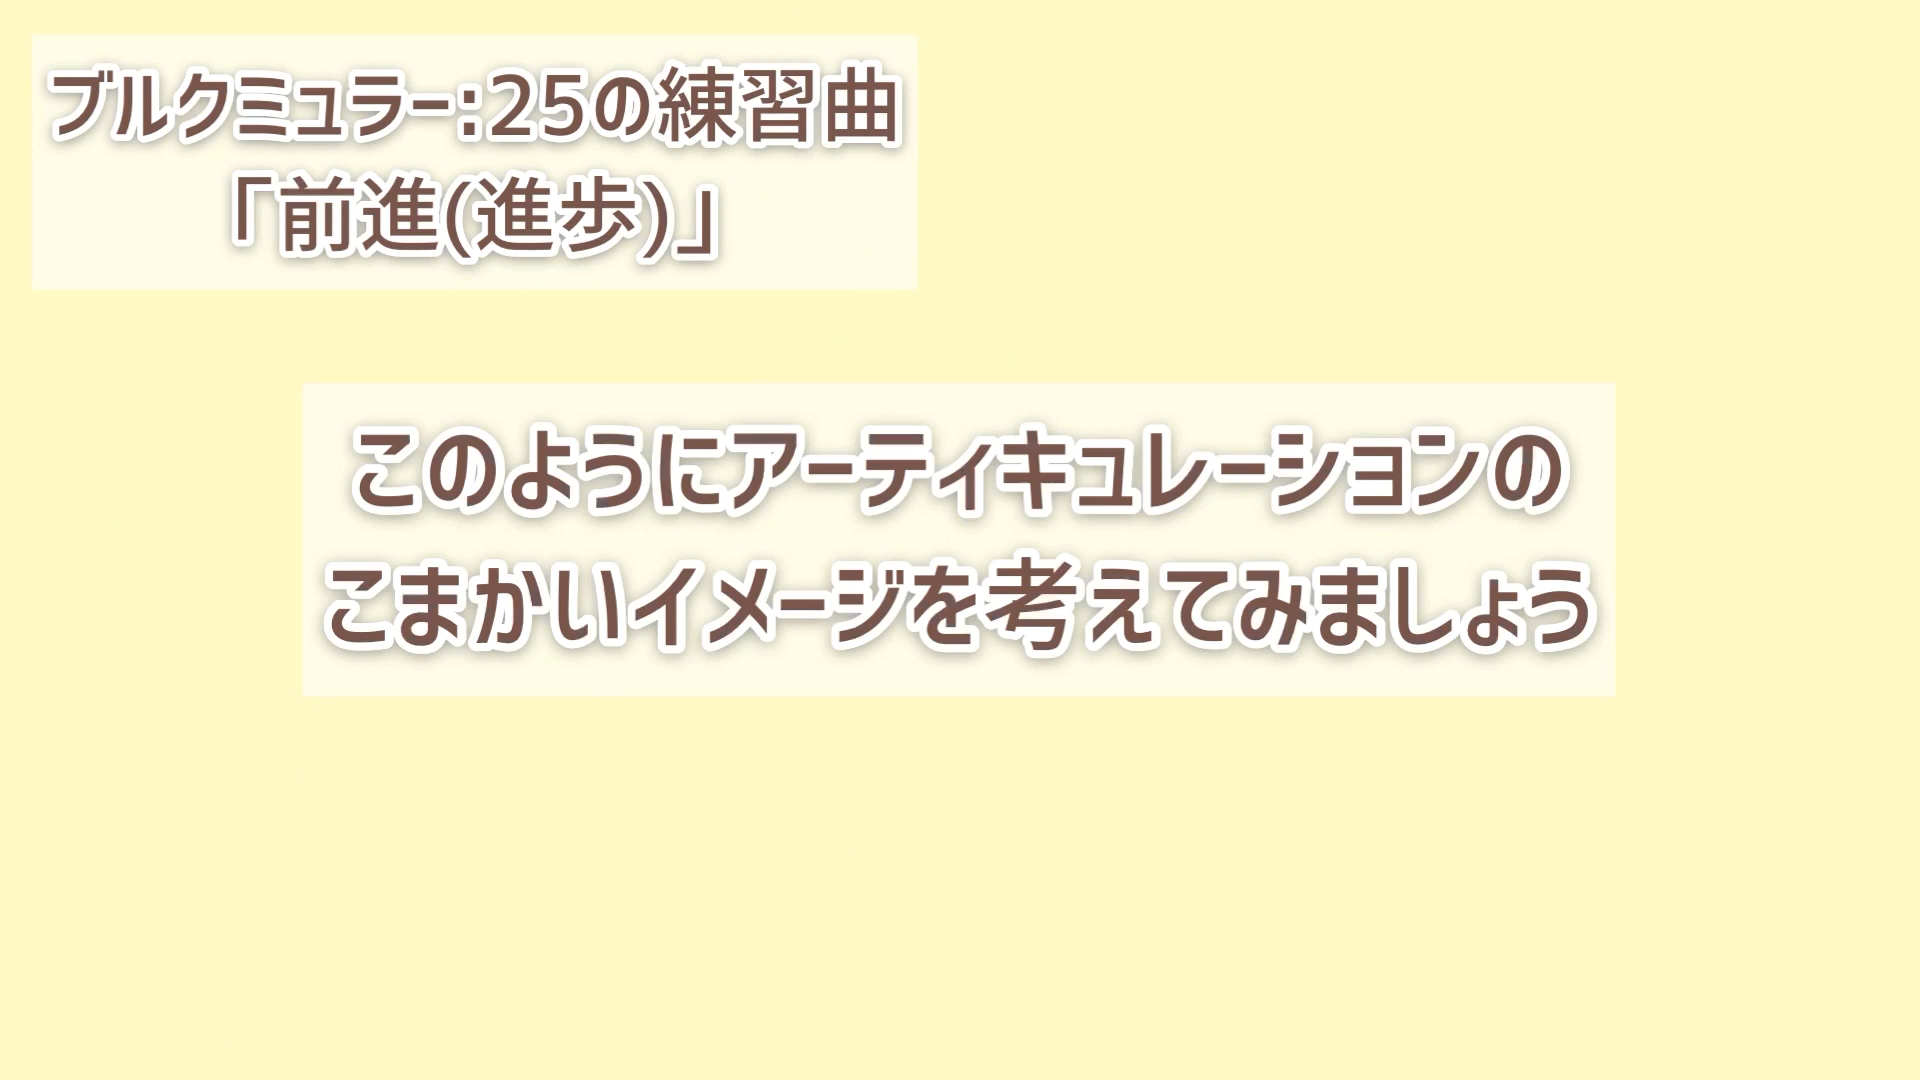 ブルクミュラー:25の練習曲
「前進(進歩)」
このようにアーティキュレーションの
こまかいイメージを考えてみましょう